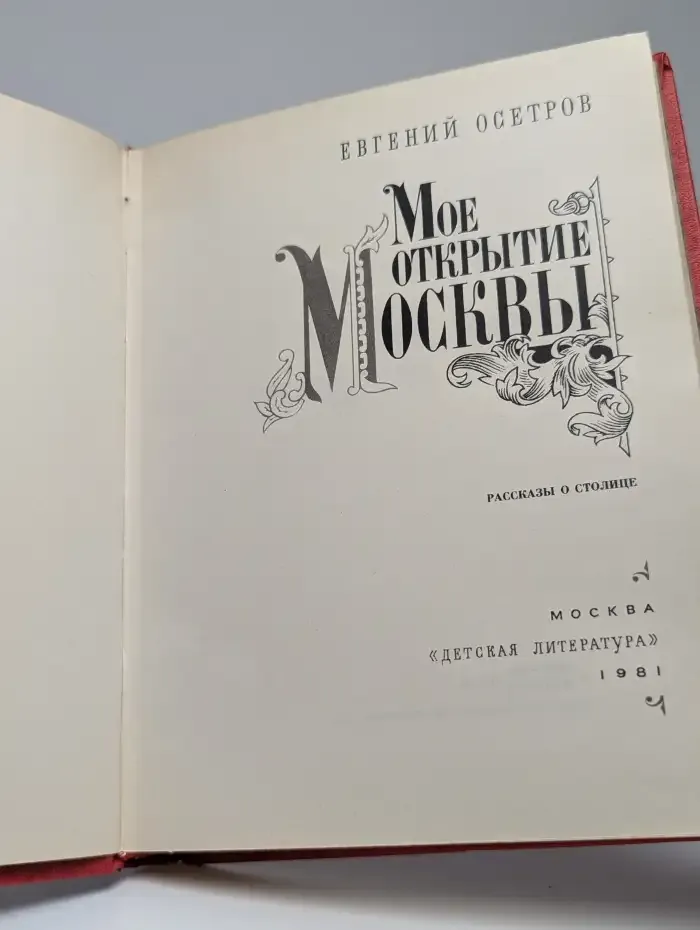 ЕВГЕНИЙ ОСЕТРОВ
МОЕ
ОТКРЫТИЕ
МОСКВЫ
РАССКАЗЫ О СТОЛИЦЕ
МОСКВА
«ДЕТСКАЯ ЛИТЕРАТУРА»
1981